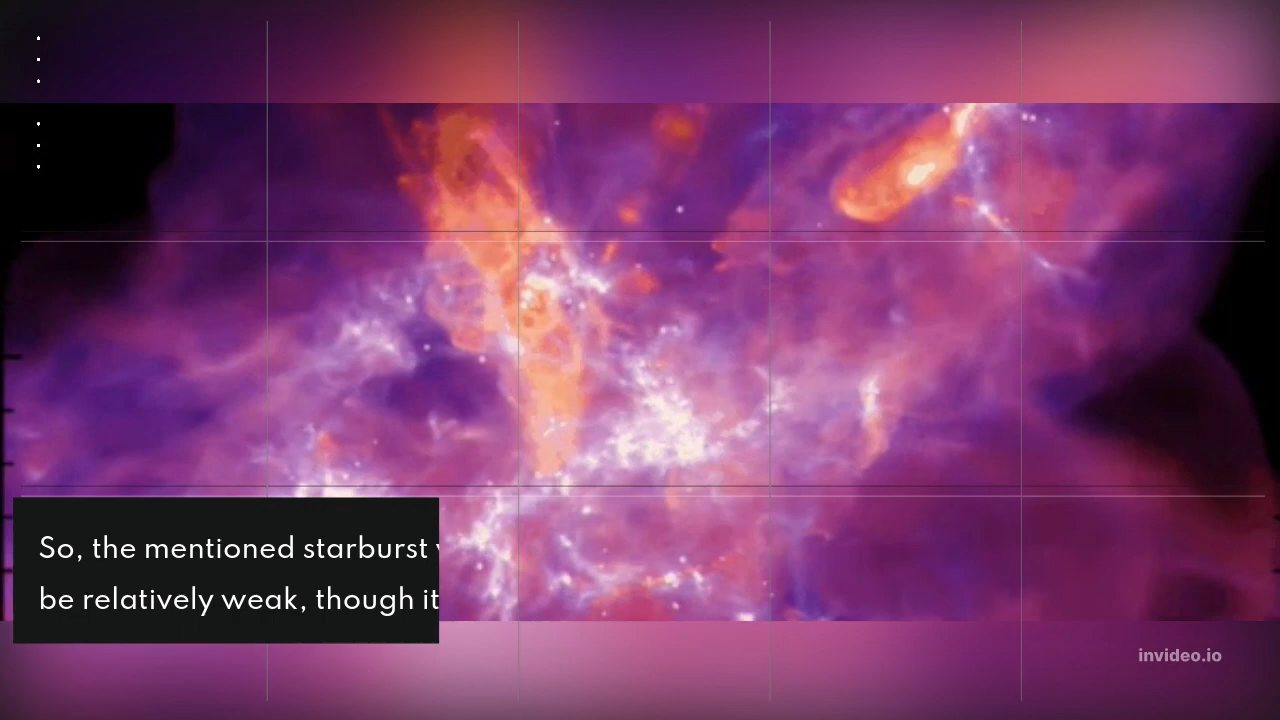 So, the mentioned starburst
be relatively weak, though it
invideo.io